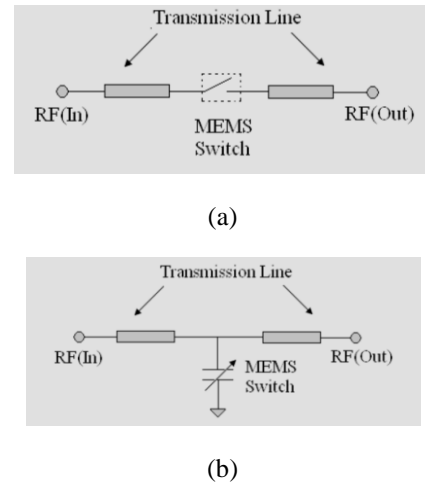 Transmission Line
RF(In)
MEMS
Switch
RF(Out)
(a)
Transmission Line
RF(In)
MEMS
Switch
RF(Out)
(b)